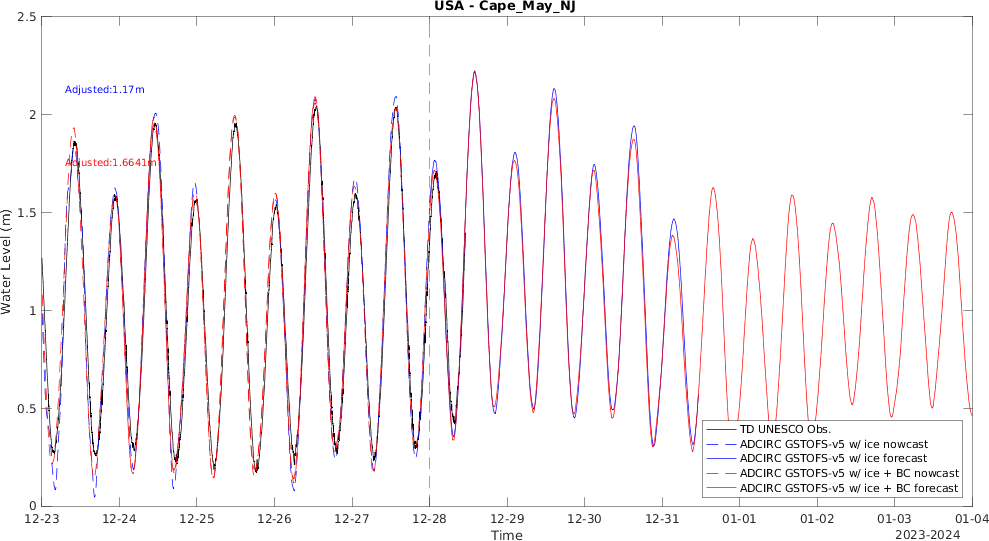 USA - Cape_May_NJ
2.5
2
1.5
1
0.5
0
Water Level (m)
Adjusted:1.17m
Adjusted:1.6641m
TD UNESCO Obs.
ADCIRC GSTOFS-v5 w/ ice nowcast
ADCIRC GSTOFS-v5 w/ ice forecast
ADCIRC GSTOFS-v5 w/ ice + BC nowcast
ADCIRC GSTOFS-v5 w/ ice + BC forecast
12-23 12-24 12-25 12-26 12-27 12-28 12-29 12-30 12-31 01-01 01-02 01-03 01-04
Time
2023-2024